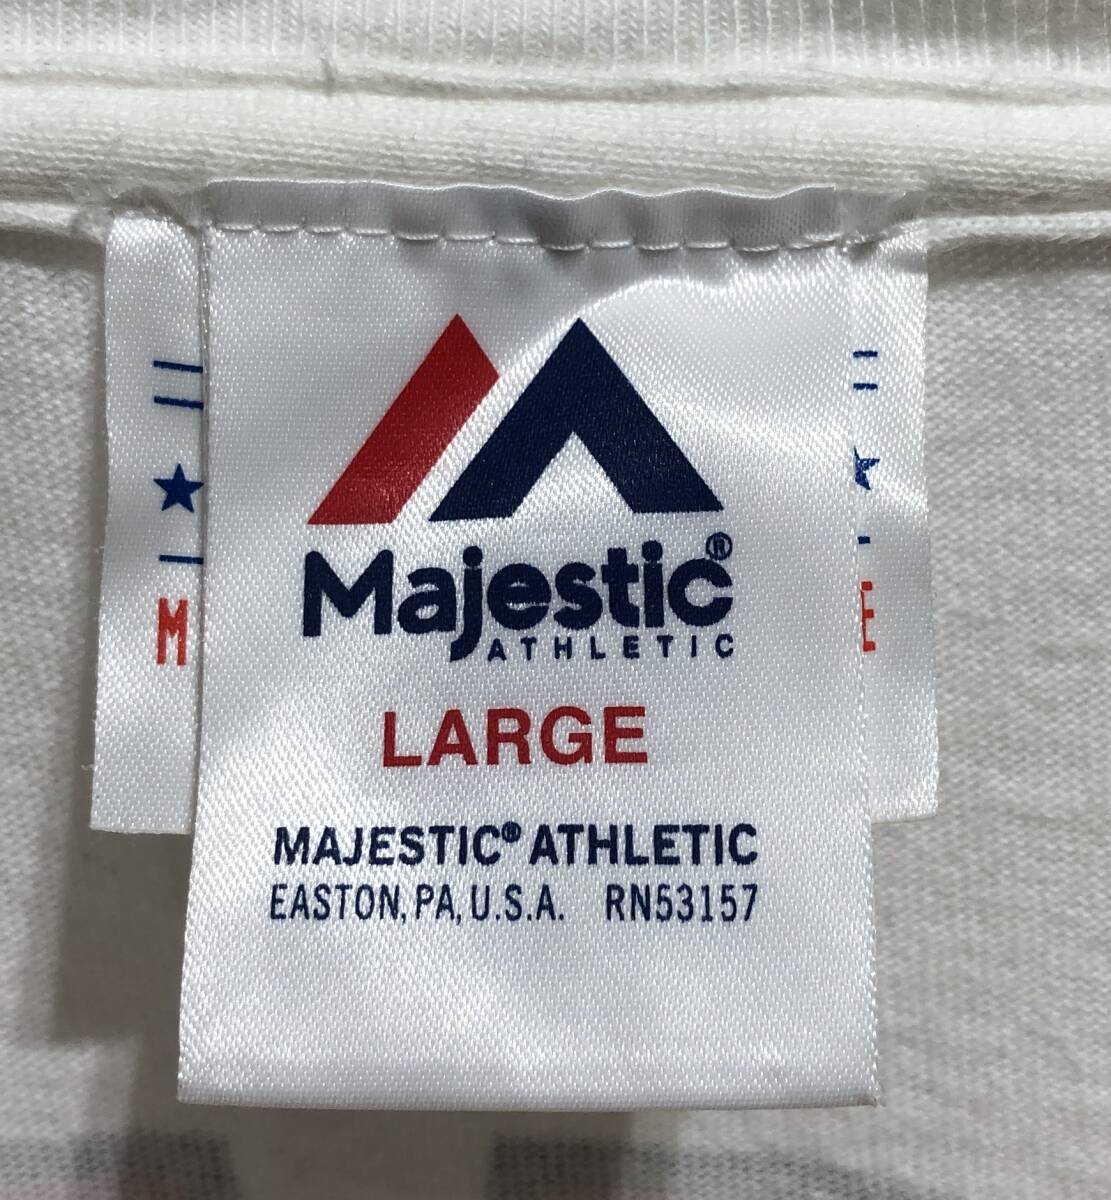 Majestic®
ATHLETIC
LARGE
MAJESTIC® ATHLETIC
EASTON, PA, U.S.A. RN53157
M
E